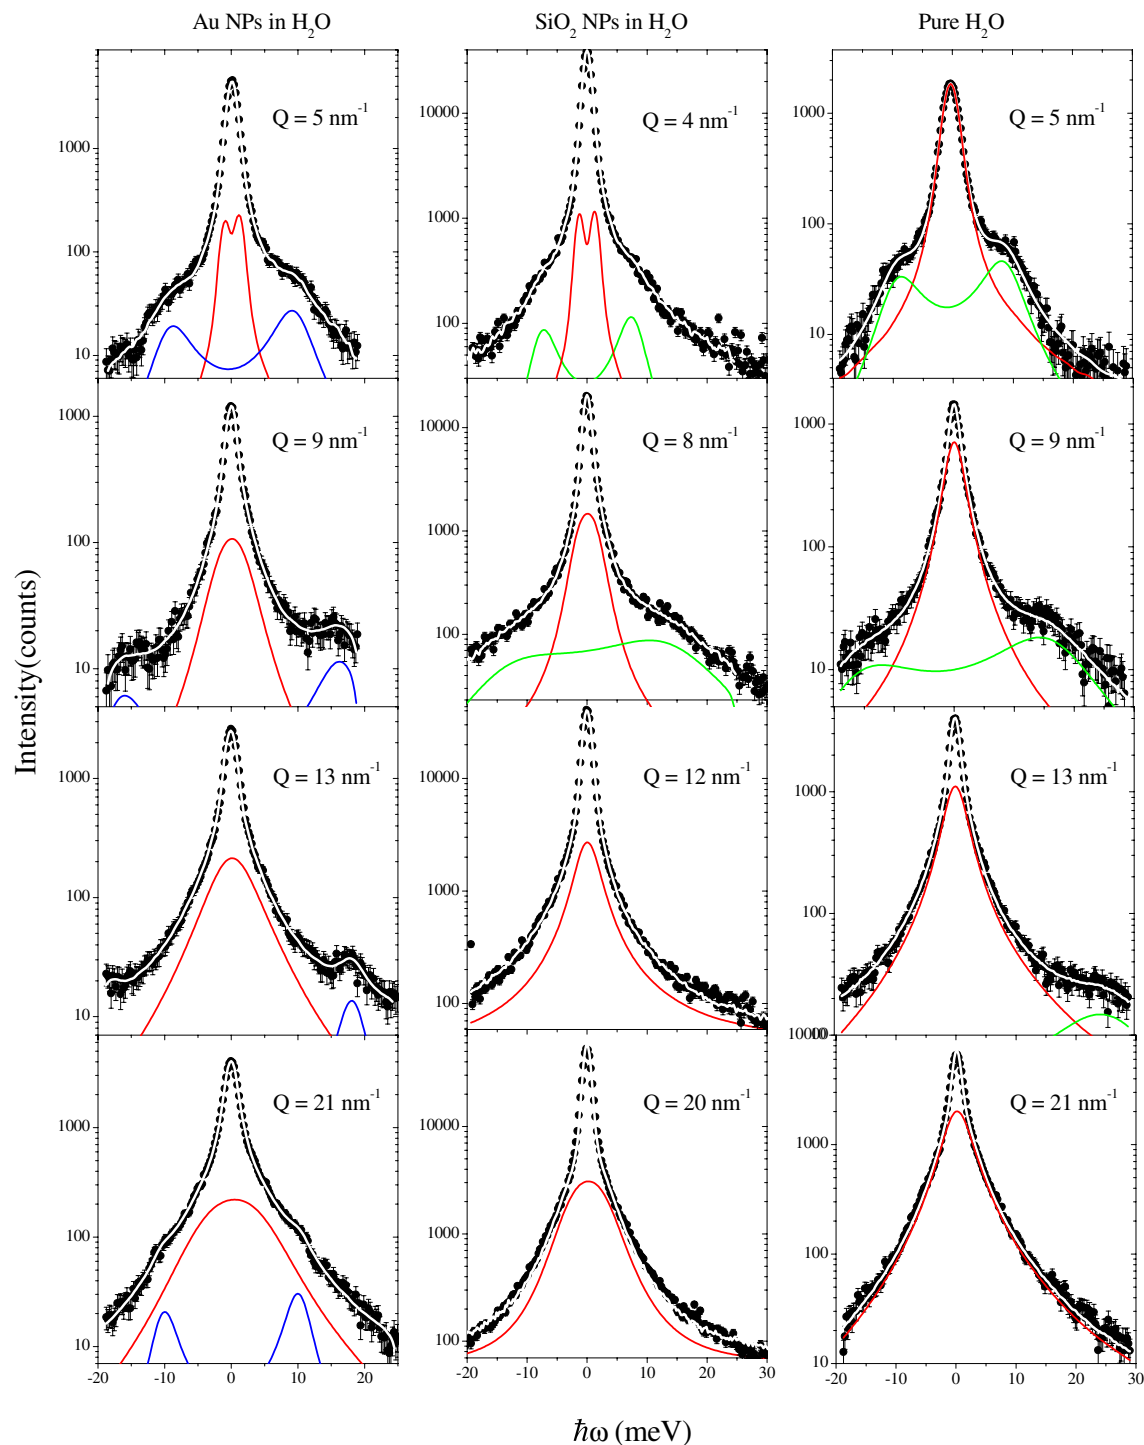 Au NPs in H₂O SiO₂ NPs in H₂O Pure H₂O
Q = 5 nm⁻¹ Q = 4 nm⁻¹ Q = 5 nm⁻¹
1000 100 10
10000 1000 100
1000 100 10
Q = 9 nm⁻¹ Q = 8 nm⁻¹ Q = 9 nm⁻¹
1000 100 10
10000 1000 100
1000 100 10
Intensity(counts)
Q = 13 nm⁻¹ Q = 12 nm⁻¹ Q = 13 nm⁻¹
1000 100 10
10000 1000 100
1000 100
Q = 21 nm⁻¹ Q = 20 nm⁻¹ Q = 21 nm⁻¹
1000 100 10
10000 1000 100
1000 100 10
-20 -10 0 10 20 -20 -10 0 10 20 30 -20 -10 0 10 20 30
ħω (meV)